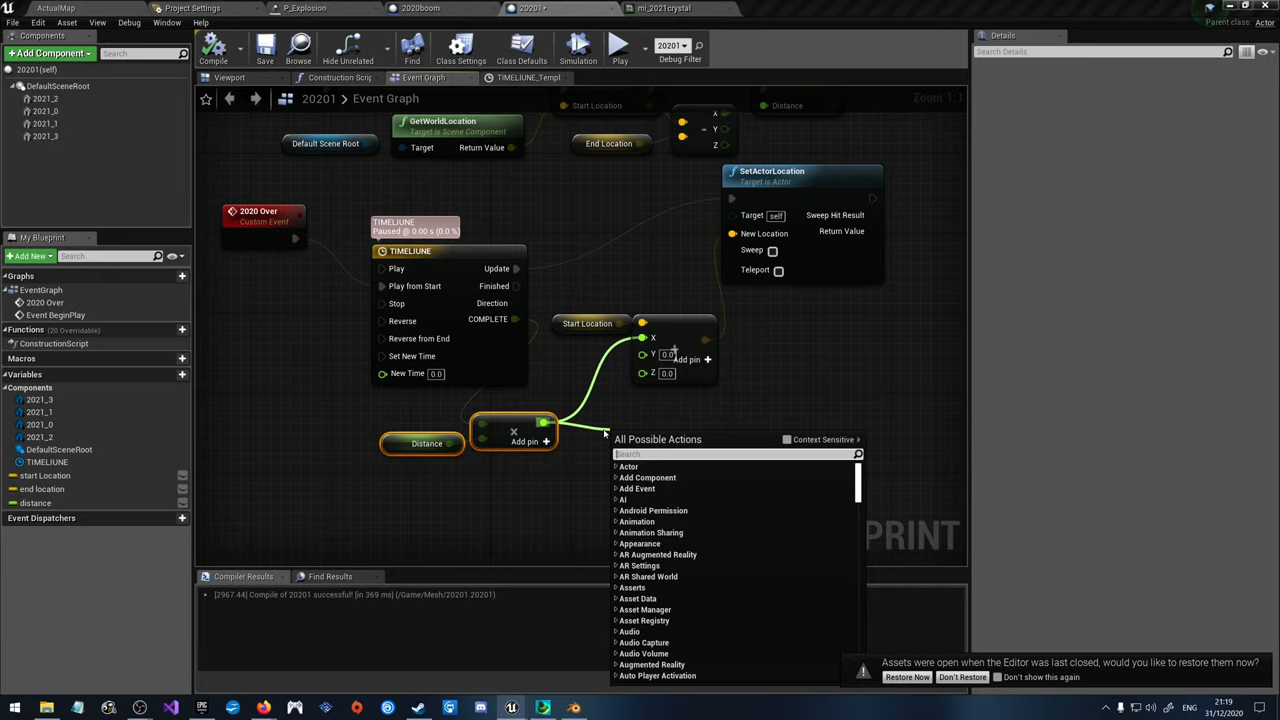 ActualMap
Project Settings
P_Explosion
2020boom
20201*
mi_2021crystal
File
Edit
Asset
View
Debug
Window
Help
Parent class:
Actor
Components
+ Add Component
Search
20201(self)
DefaultSceneRoot
2021_2
2021_0
2021_1
2021_3
Compile
Save
Browse
Hide Unrelated
Find
Class Settings
Class Defaults
Simulation
Play
20201
Debug Filter
Details
Search Details
Viewport
Construction Scrip
Event Graph
TIMELIUNE_Templ
20201 > Event Graph
Zoom 1:1
Start Location
Distance
X
- Y
Z
GetWorldLocation
Target is Scene Component
Default Scene Root
Target
Return Value
End Location
SetActorLocation
Target is Actor
Target
self
Sweep Hit Result
New Location
Return Value
Sweep
Teleport
2020 Over
Custom Event
TIMELIUNE
Paused @ 0.00 s (0.0 %)
TIMELIUNE
Play
Update
Play from Start
Finished
Stop
Direction
Reverse
COMPLETE
Reverse from End
Set New Time
New Time
0.0
Start Location
X
Y
0.0
Add pin +
Z
0.0
Distance
Add pin +
All Possible Actions
Context Sensitive
Search
Actor
Add Component
Add Event
AI
Android Permission
Animation
Animation Sharing
Appearance
AR Augmented Reality
AR Settings
AR Shared World
Asserts
Asset Data
Asset Manager
Asset Registry
Audio
Audio Capture
Audio Volume
Augmented Reality
Auto Player Activation
PRINT
My Blueprint
+ Add New
Search
Graphs
EventGraph
2020 Over
Event BeginPlay
Functions (20 Overridable)
ConstructionScript
Macros
Variables
Components
2021_3
2021_1
2021_0
2021_2
DefaultSceneRoot
TIMELIUNE
start Location
end location
distance
Event Dispatchers
Compiler Results
Find Results
[2967.44] Compile of 20201 successful! [in 369 ms] (/Game/Mesh/20201.20201)
Assets were open when the Editor was last closed, would you like to restore them now?
Restore Now
Don't Restore
Don't show this again
ENG
21:19
31/12/2020